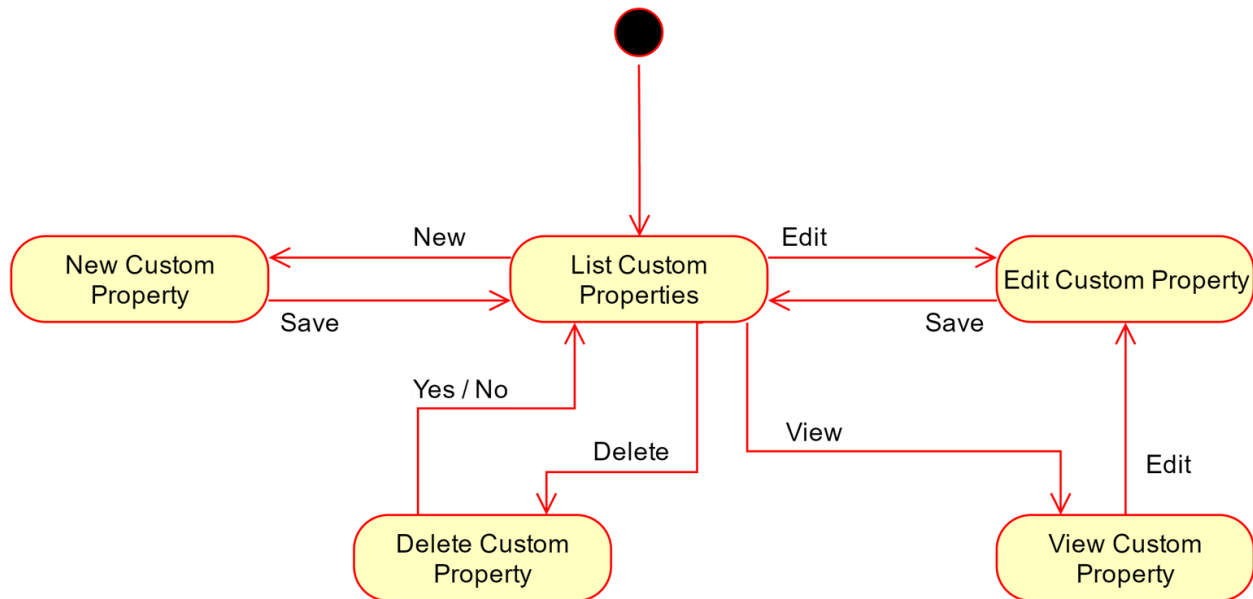 New
Edit
New Custom
Property
List Custom
Properties
Edit Custom Property
Save
Save
Yes / No
View
Delete
Edit
Delete Custom
Property
View Custom
Property